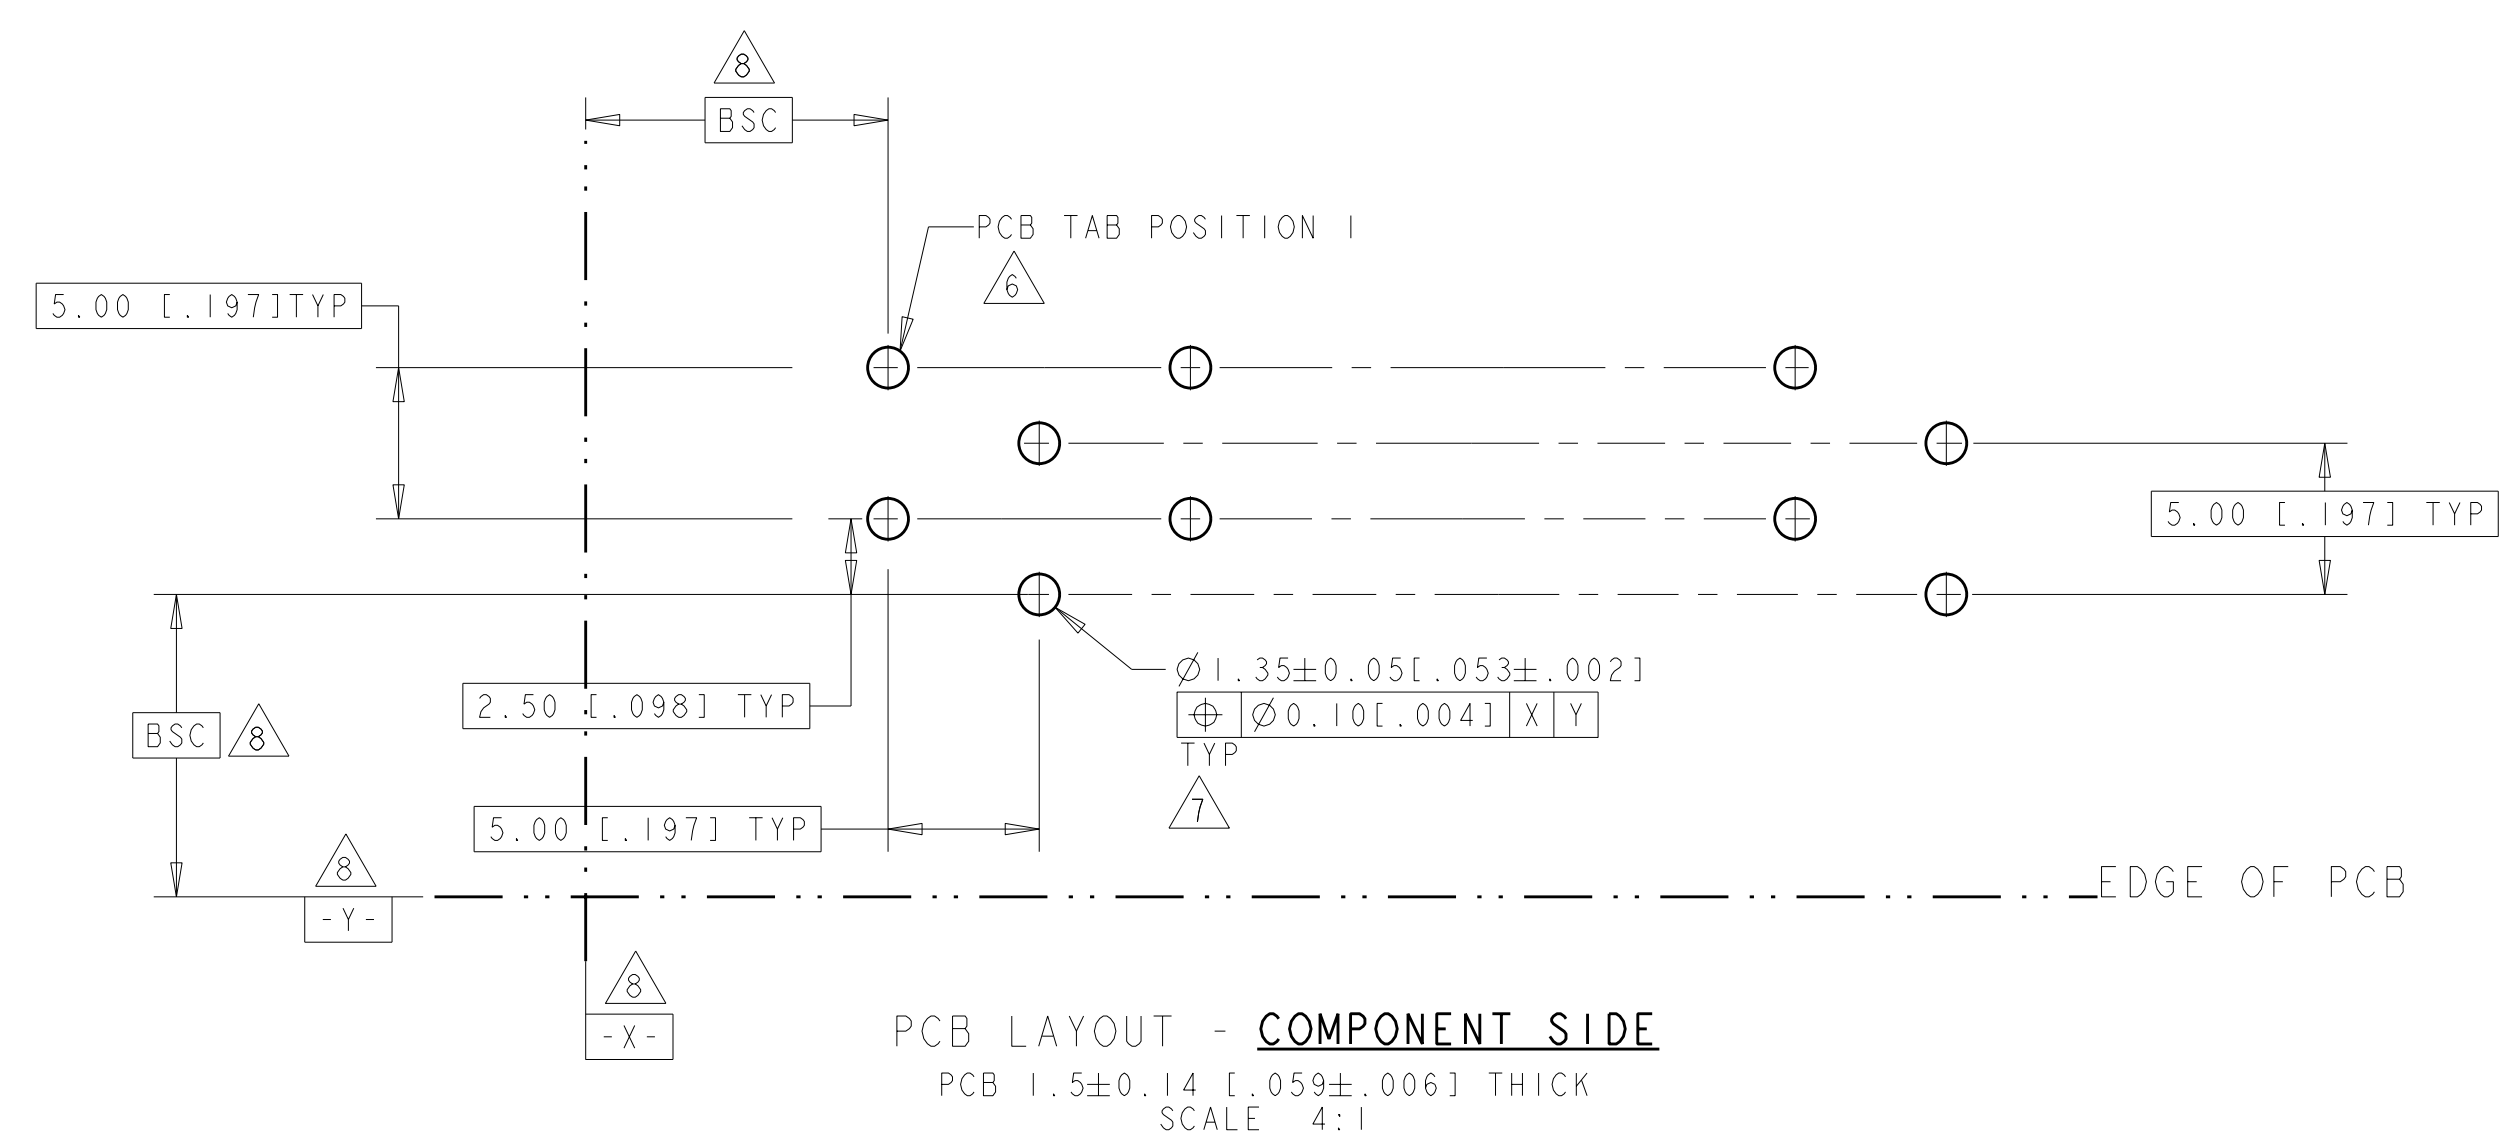 8
BSC
PCB TAB POSITION 1
6
5.00 [.197]TYP
5.00 [.197] TYP
⌀1.35±0.05[.053±.002]
⌖ ⌀0.10[.004] X Y
TYP
7
2.50 [.098] TYP
BSC 8
5.00 [.197] TYP
8
-Y-
EDGE OF PCB
8
-X-
PCB LAYOUT - COMPONENT SIDE
PCB 1.5±0.14 [.059±.006] THICK
SCALE 4:1